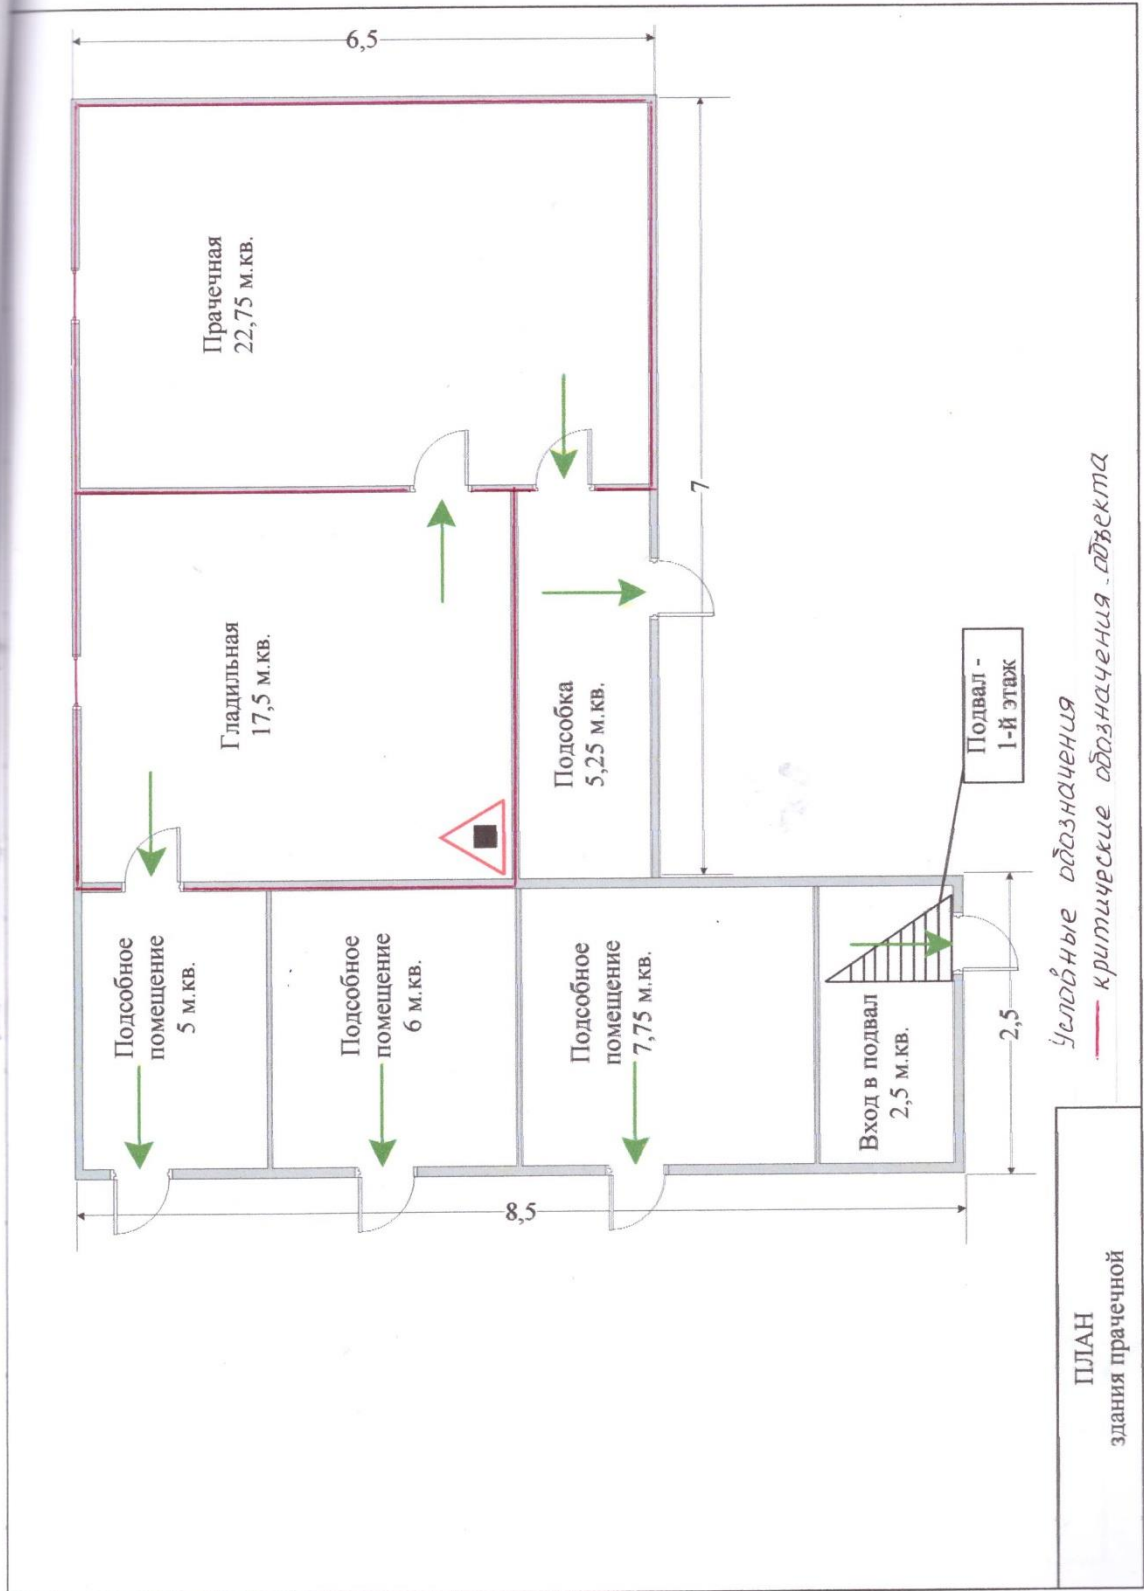 6,5
Прачечная
22,75 м.кв.
Гладильная
17,5 м.кв.
7
Подсобка
5,25 м.кв.
Подвал -
1-й этаж
Подсобное
помещение
5 м.кв.
Подсобное
помещение
6 м.кв.
Подсобное
помещение
7,75 м.кв.
Вход в подвал
2,5 м.кв.
2,5
8,5
Условные обозначения
критические обозначения объекта
ПЛАН
здания прачечной